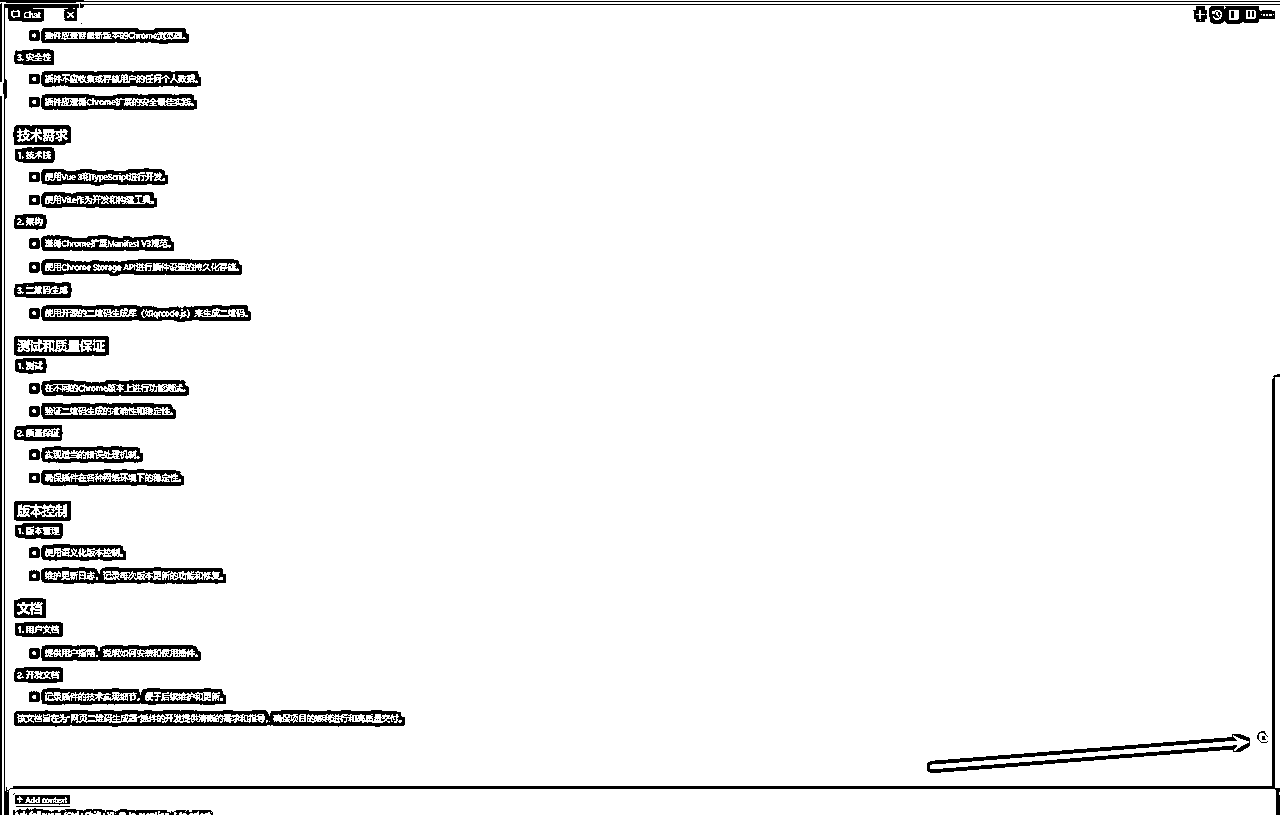 Chat
插件应兼容最新版本的Chrome浏览器。
3. 安全性
插件不应收集或存储用户的任何个人数据。
插件应遵循Chrome扩展的安全最佳实践。
技术需求
1. 技术栈
使用Vue 3和TypeScript进行开发。
使用Vite作为开发和构建工具。
2. 架构
遵循Chrome扩展Manifest V3规范。
使用Chrome Storage API进行插件设置的持久化存储。
3. 二维码生成
使用开源的二维码生成库（如qrcode.js）来生成二维码。
测试和质量保证
1. 测试
在不同的Chrome版本上进行功能测试。
验证二维码生成的准确性和稳定性。
2. 质量保证
实现适当的错误处理机制。
确保插件在各种网络环境下的稳定性。
版本控制
1. 版本管理
使用语义化版本控制。
维护更新日志，记录每次版本更新的功能和修复。
文档
1. 用户文档
提供用户指南，说明如何安装和使用插件。
2. 开发文档
记录插件的技术实现细节，便于后续维护和更新。
该文档旨在为“网页二维码生成器”插件的开发提供清晰的需求和指导，确保项目的顺利进行和高质量交付。
+ Add context